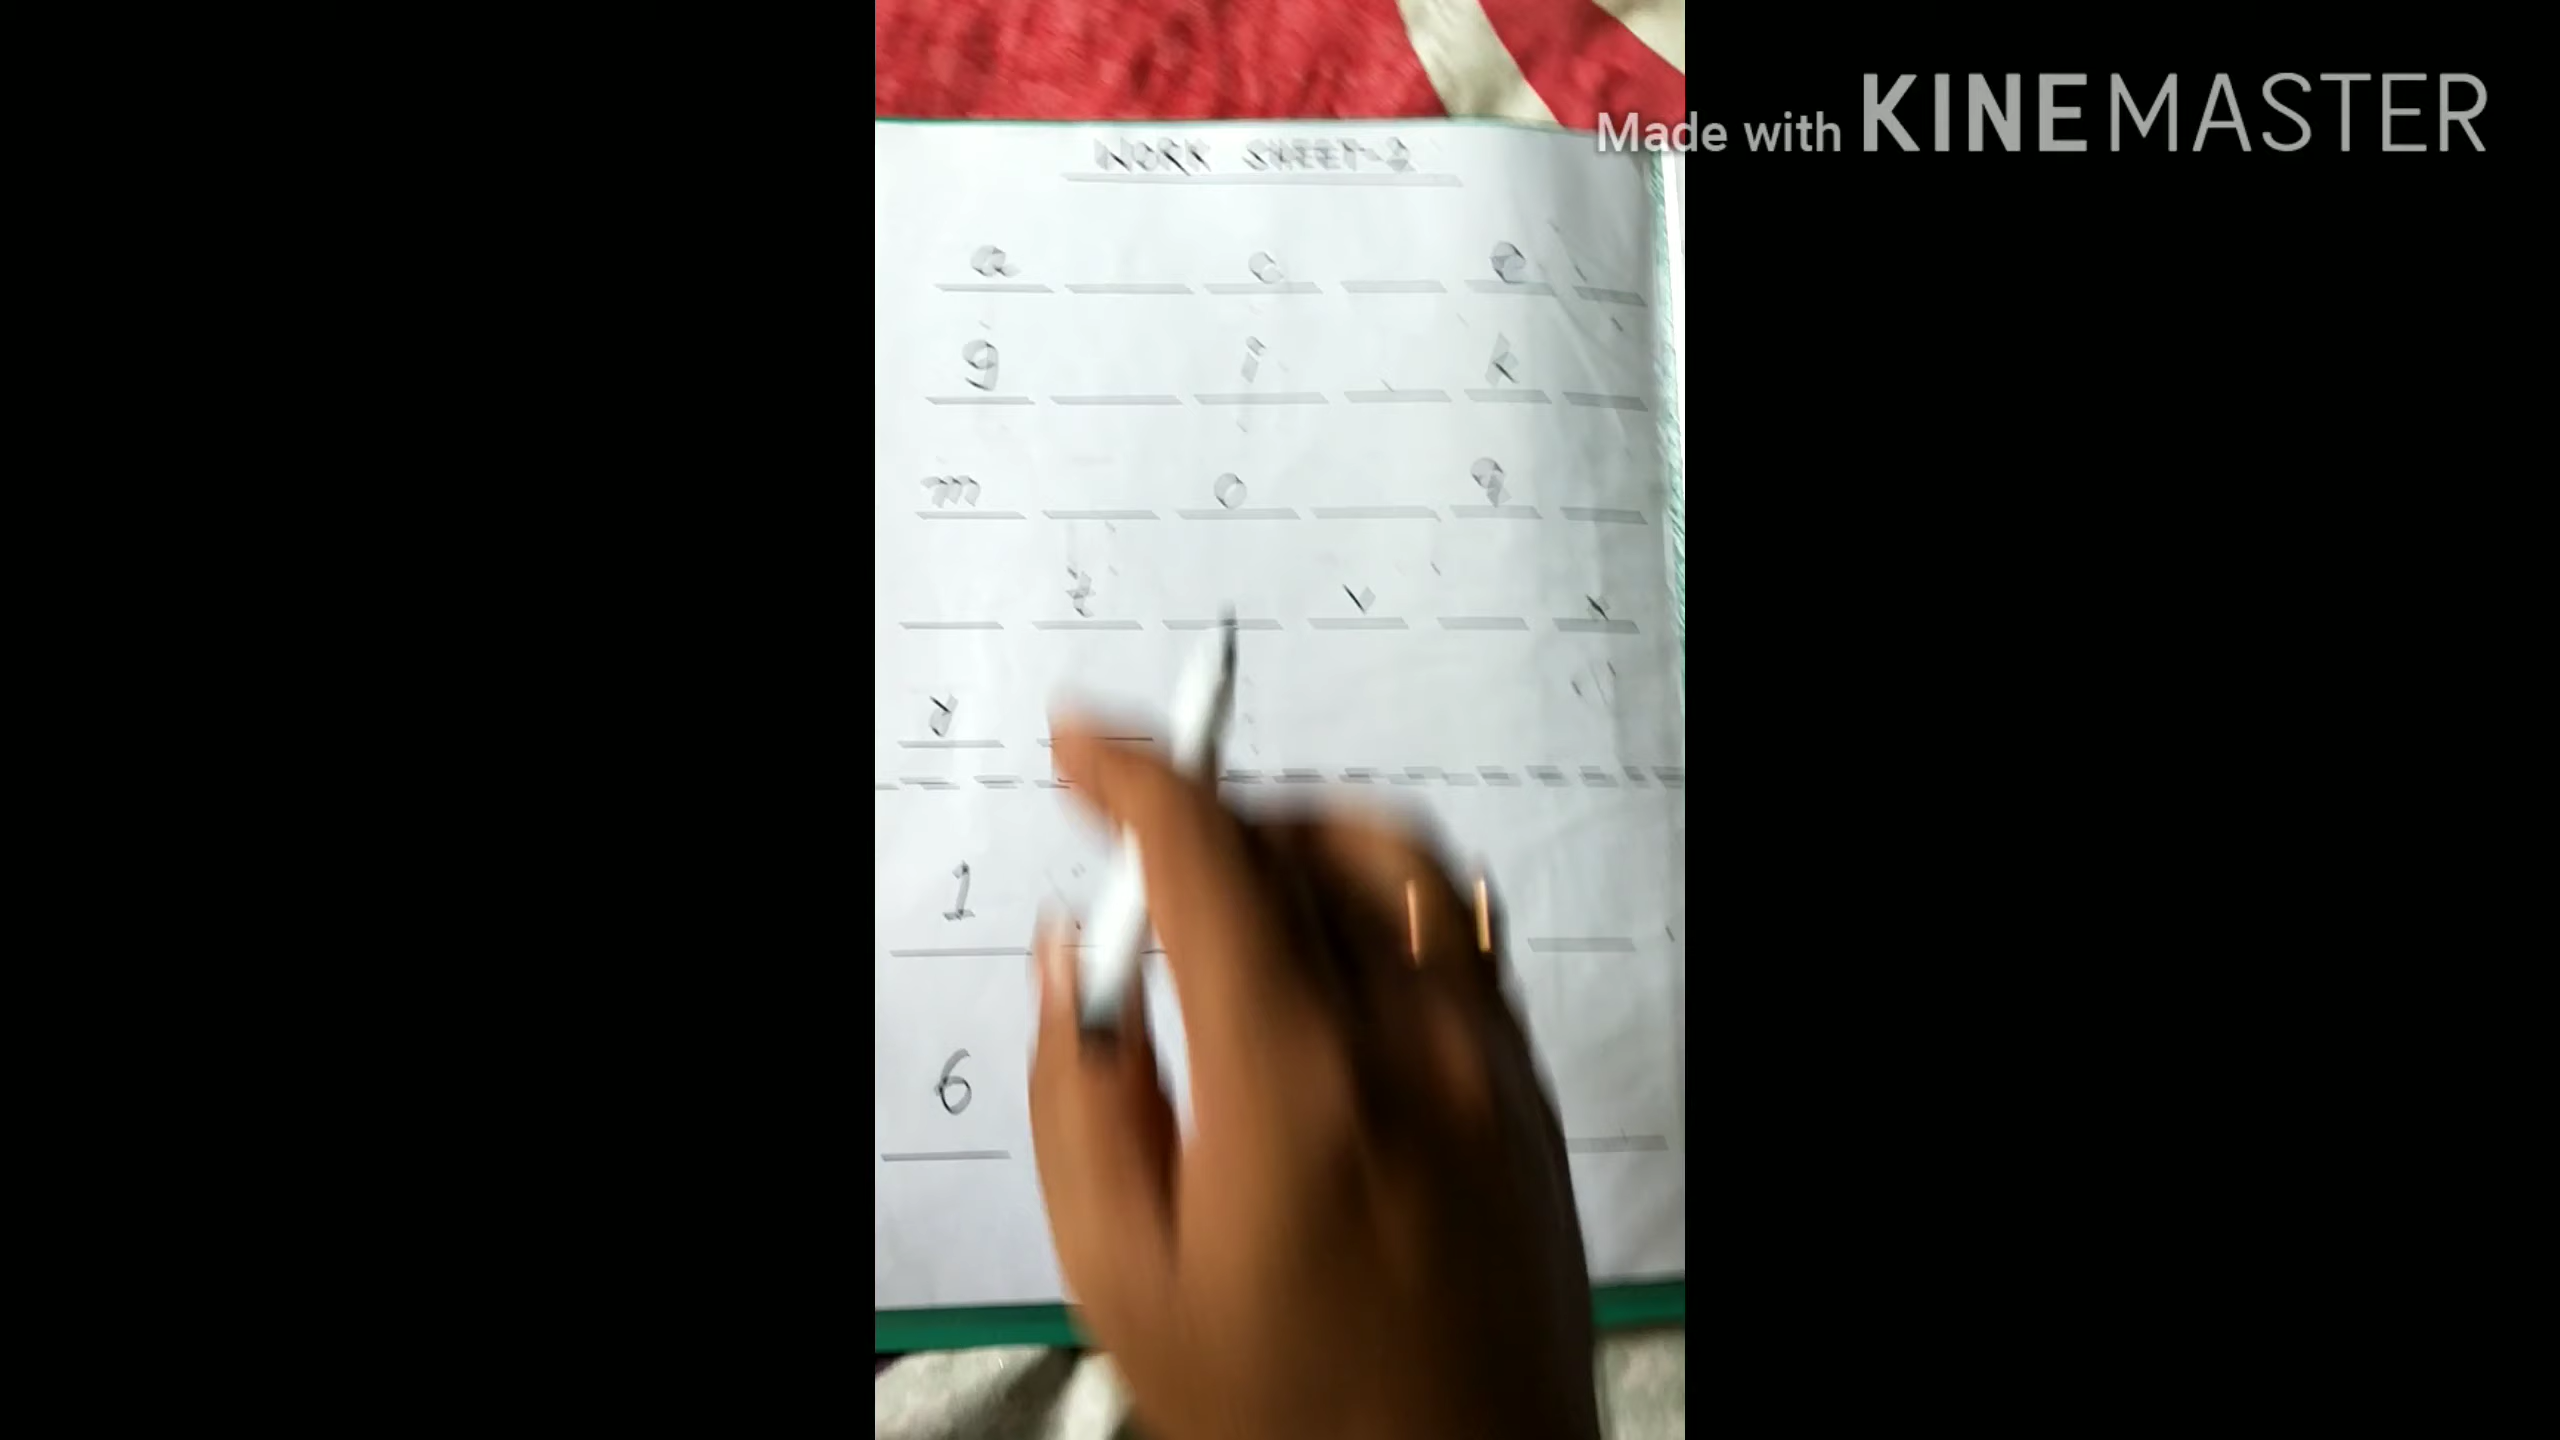 Made with KINEMASTER
WORK SHEET-2
a c e
g i k
m o q
t v x
y
1
6